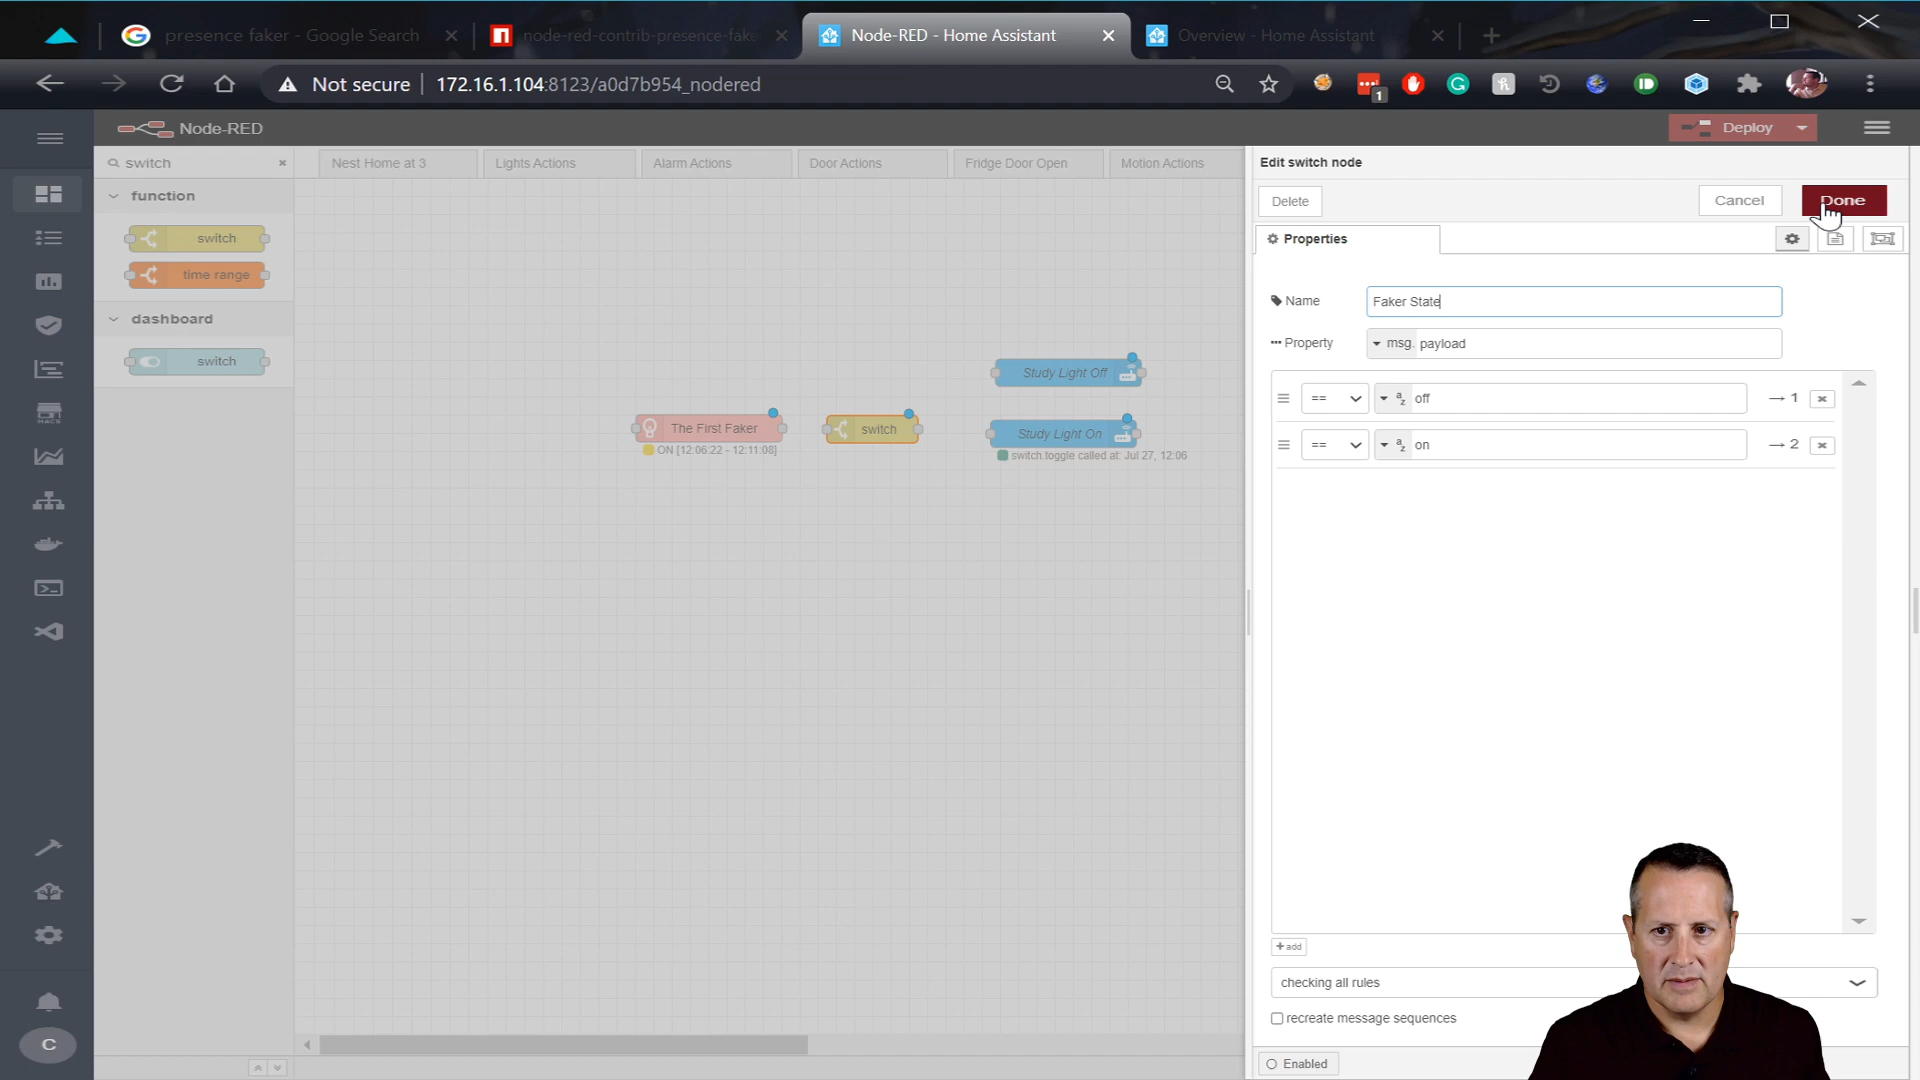 presence faker - Google Search
node-red-contrib-presence-fake
Node-RED - Home Assistant
Overview - Home Assistant
Not secure
172.16.1.104:8123/a0d7b954_nodered
1
Node-RED
Deploy
switch
Nest Home at 3
Lights Actions
Alarm Actions
Door Actions
Fridge Door Open
Motion Actions
Edit switch node
function
Delete
Cancel
Done
switch
Properties
time range
Name
Faker State
dashboard
Property
msg. payload
switch
Study Light Off
== az off → 1
The First Faker
switch
Study Light On
== az on → 2
ON [12:06:22 - 12:11:08]
switch.toggle called at: Jul 27, 12:06
HACS
add
checking all rules
recreate message sequences
C
Enabled